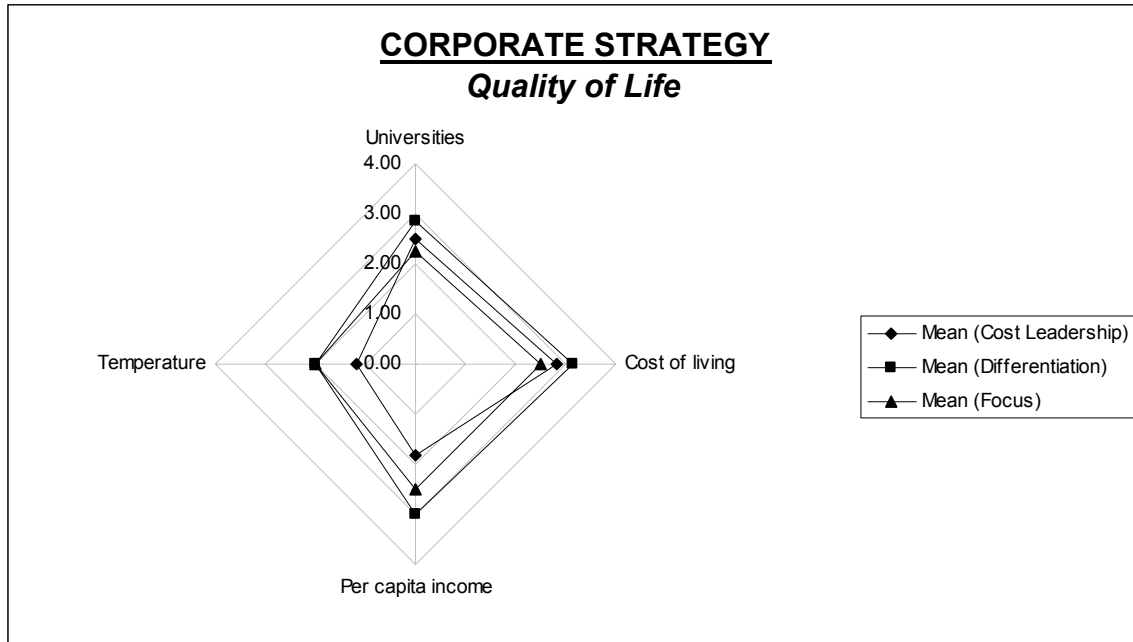 CORPORATE STRATEGY
Quality of Life
Universities
4.00
3.00
2.00
1.00
0.00
Temperature
Cost of living
Per capita income
Mean (Cost Leadership)
Mean (Differentiation)
Mean (Focus)